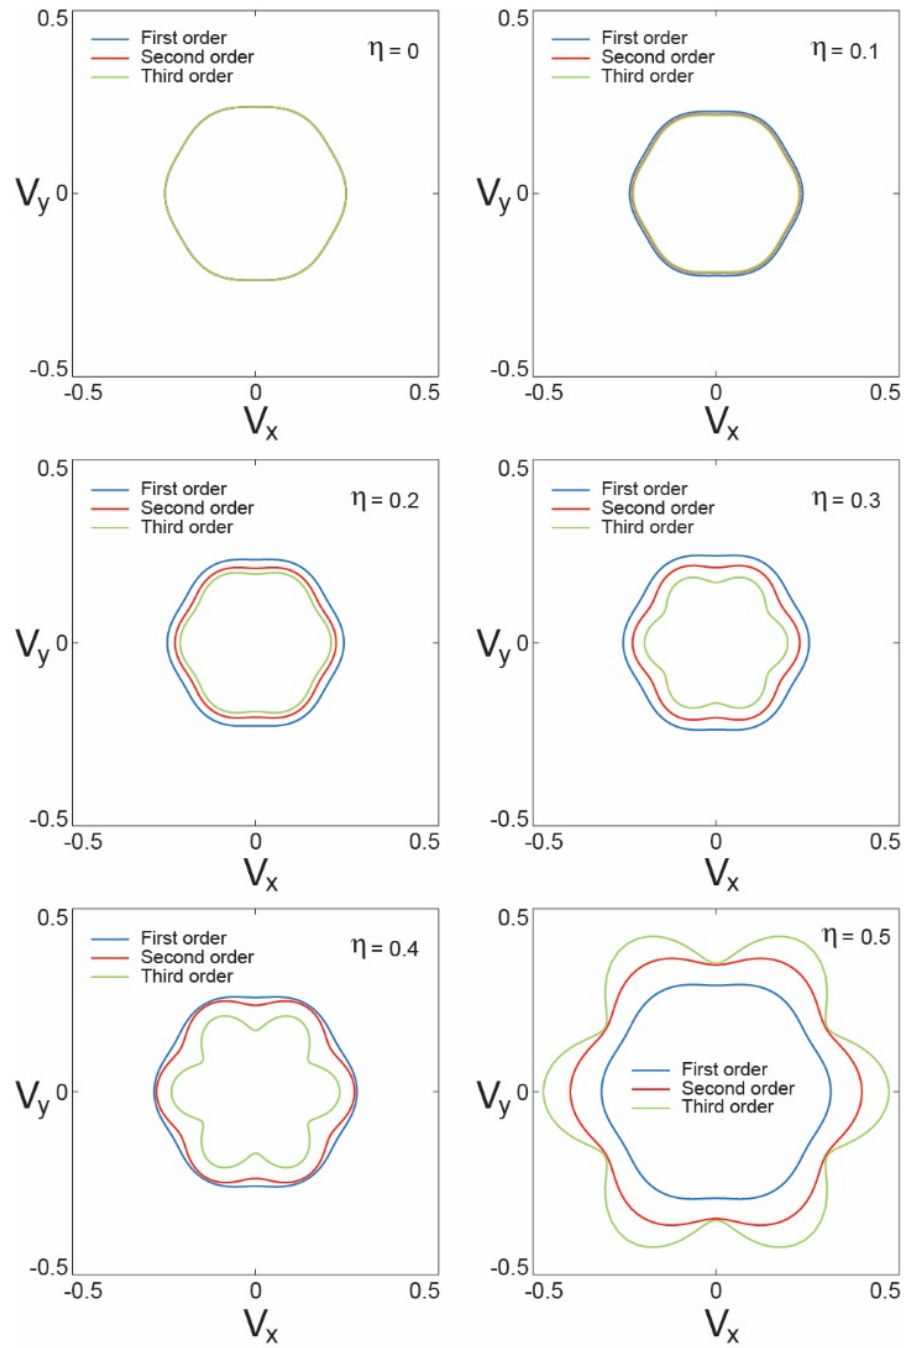 0.5
First order
Second order
Third order
η = 0
Vy 0
-0.5
-0.5 0 0.5
Vx
0.5
First order
Second order
Third order
η = 0.1
Vy 0
-0.5
-0.5 0 0.5
Vx
0.5
First order
Second order
Third order
η = 0.2
Vy 0
-0.5
-0.5 0 0.5
Vx
0.5
First order
Second order
Third order
η = 0.3
Vy 0
-0.5
-0.5 0 0.5
Vx
0.5
First order
Second order
Third order
η = 0.4
Vy 0
-0.5
-0.5 0 0.5
Vx
0.5
η = 0.5
First order
Second order
Third order
Vy 0
-0.5
-0.5 0 0.5
Vx